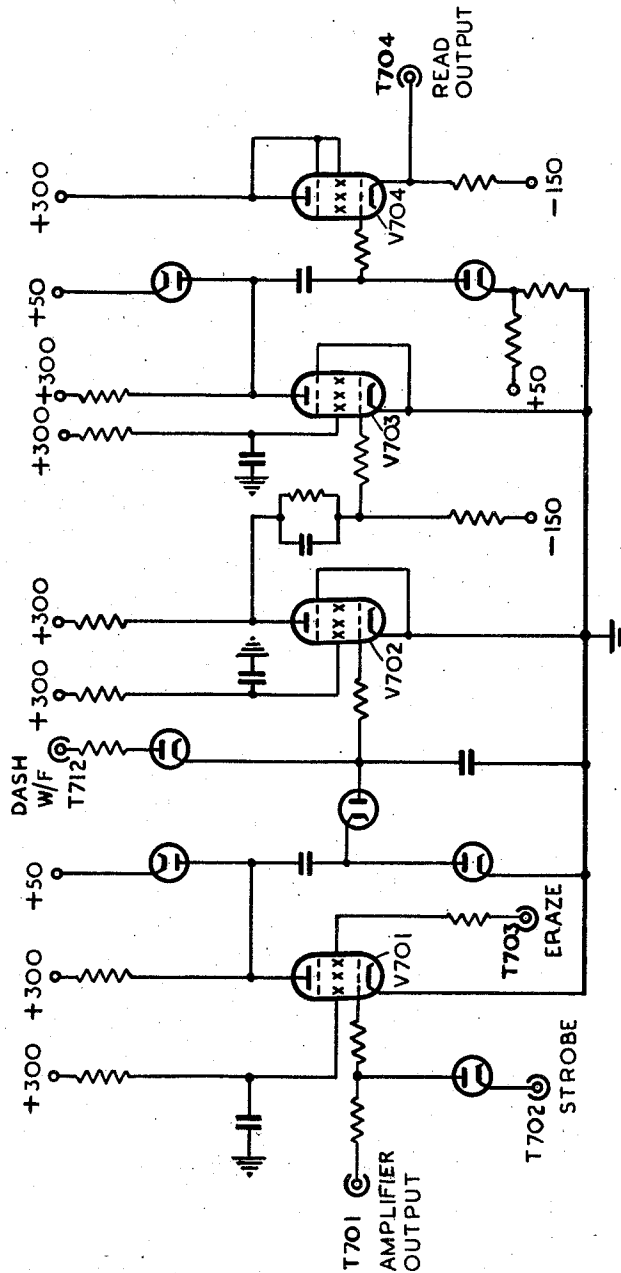 +300
+300
+50
DASH
W/F
T712
+300
+300
+300
+300
+50
+300
T701
AMPLIFIER
OUTPUT
V701
V702
V703
V704
T704
READ
OUTPUT
T702
STROBE
T703
ERAZE
-150
+50
-150